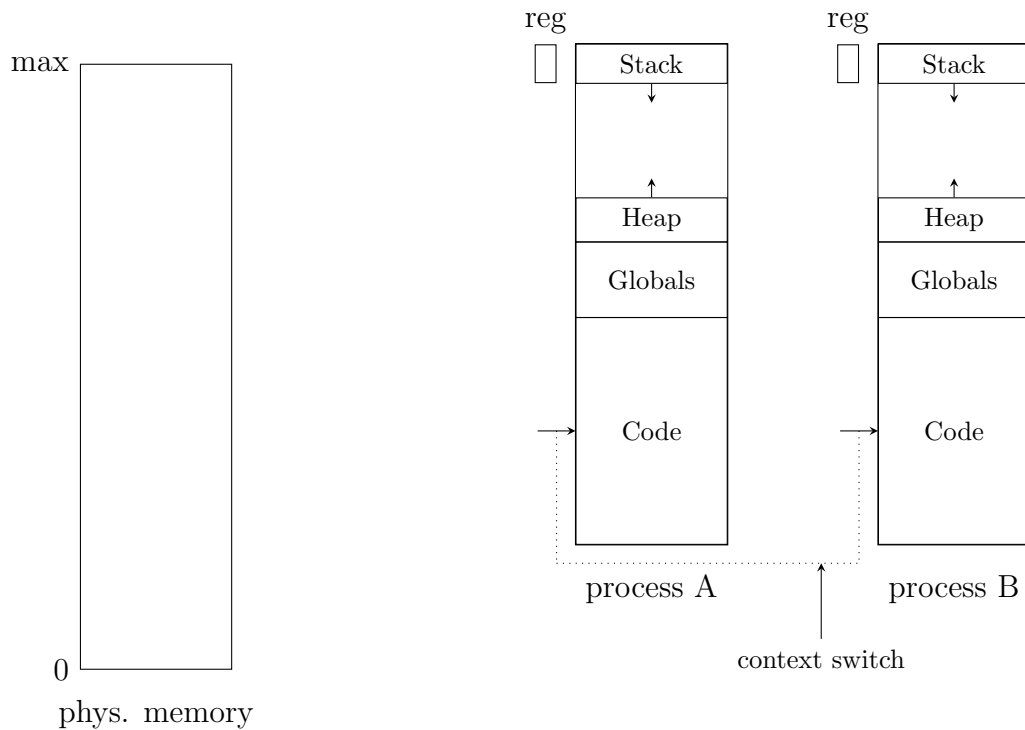 max
0
phys. memory
reg
Stack
Heap
Globals
Code
process A
reg
Stack
Heap
Globals
Code
process B
context switch